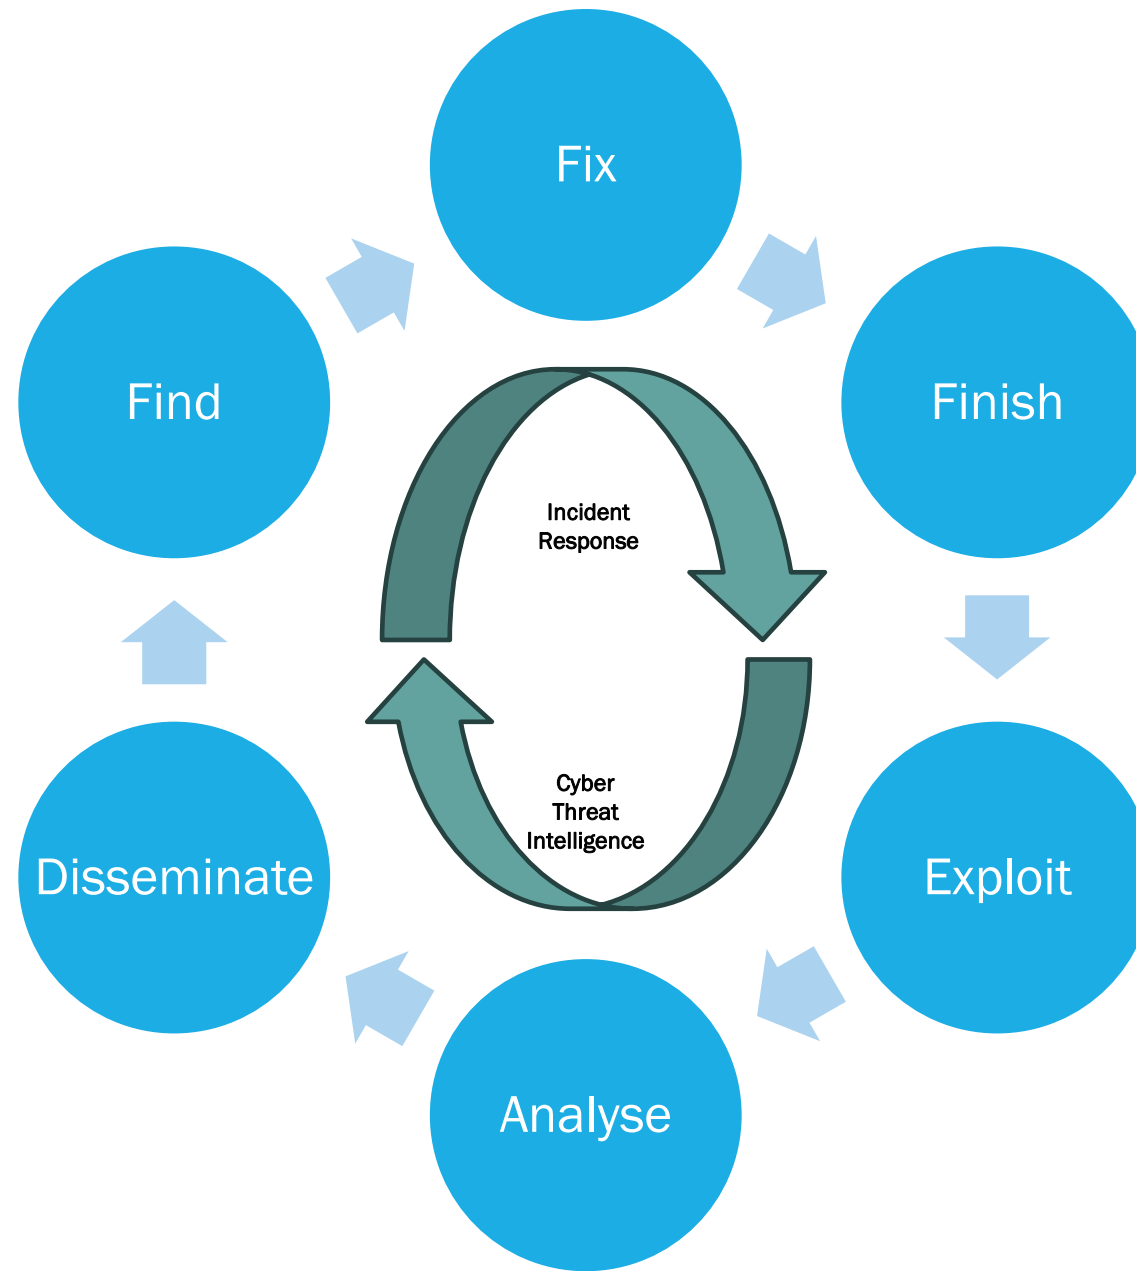 Fix
Find
Finish
Incident
Response
Cyber
Threat
Intelligence
Disseminate
Exploit
Analyse